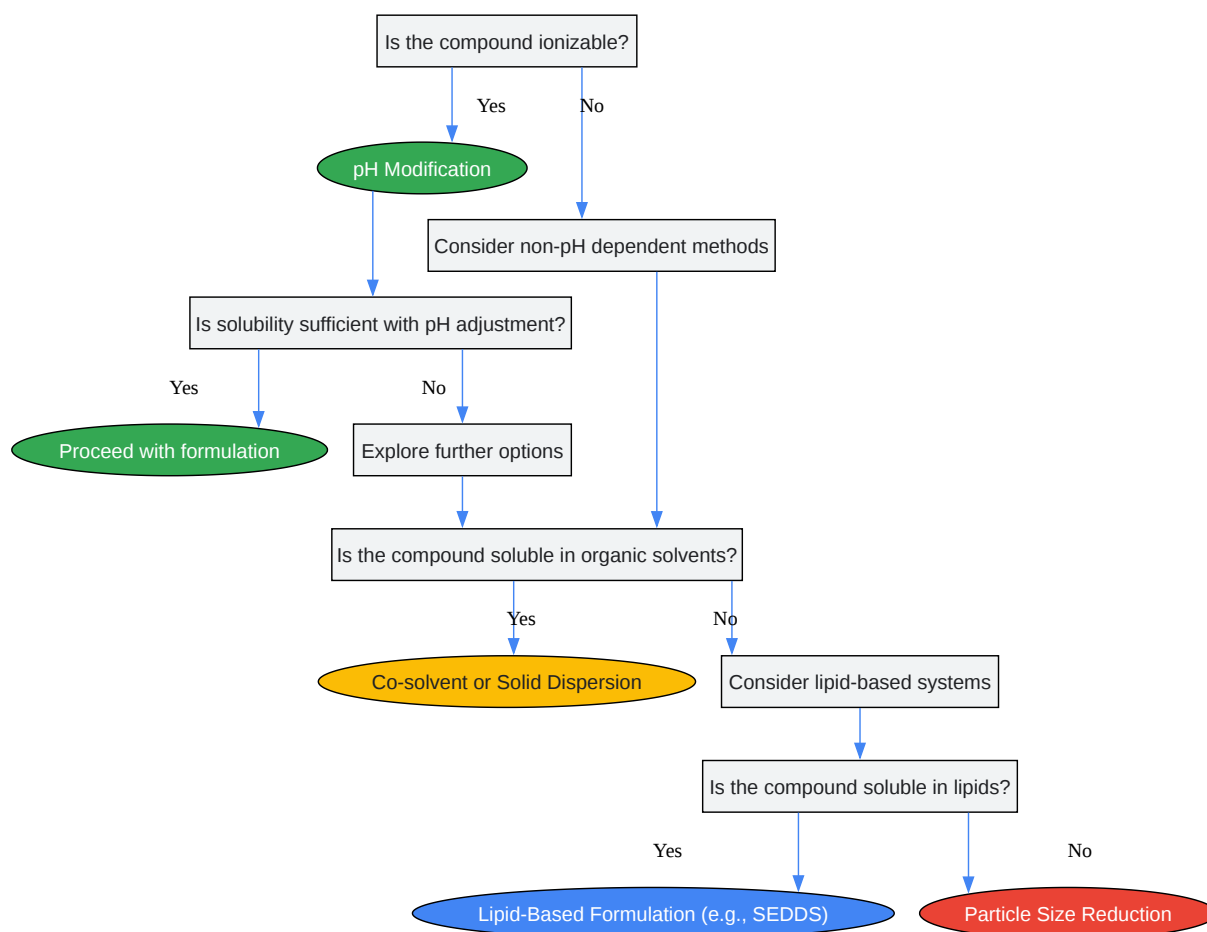 Is the compound ionizable?
Yes
No
pH Modification
Consider non-pH dependent methods
Is solubility sufficient with pH adjustment?
Yes
No
Proceed with formulation
Explore further options
Is the compound soluble in organic solvents?
Yes
No
Co-solvent or Solid Dispersion
Consider lipid-based systems
Is the compound soluble in lipids?
Yes
No
Lipid-Based Formulation (e.g., SEDDS)
Particle Size Reduction